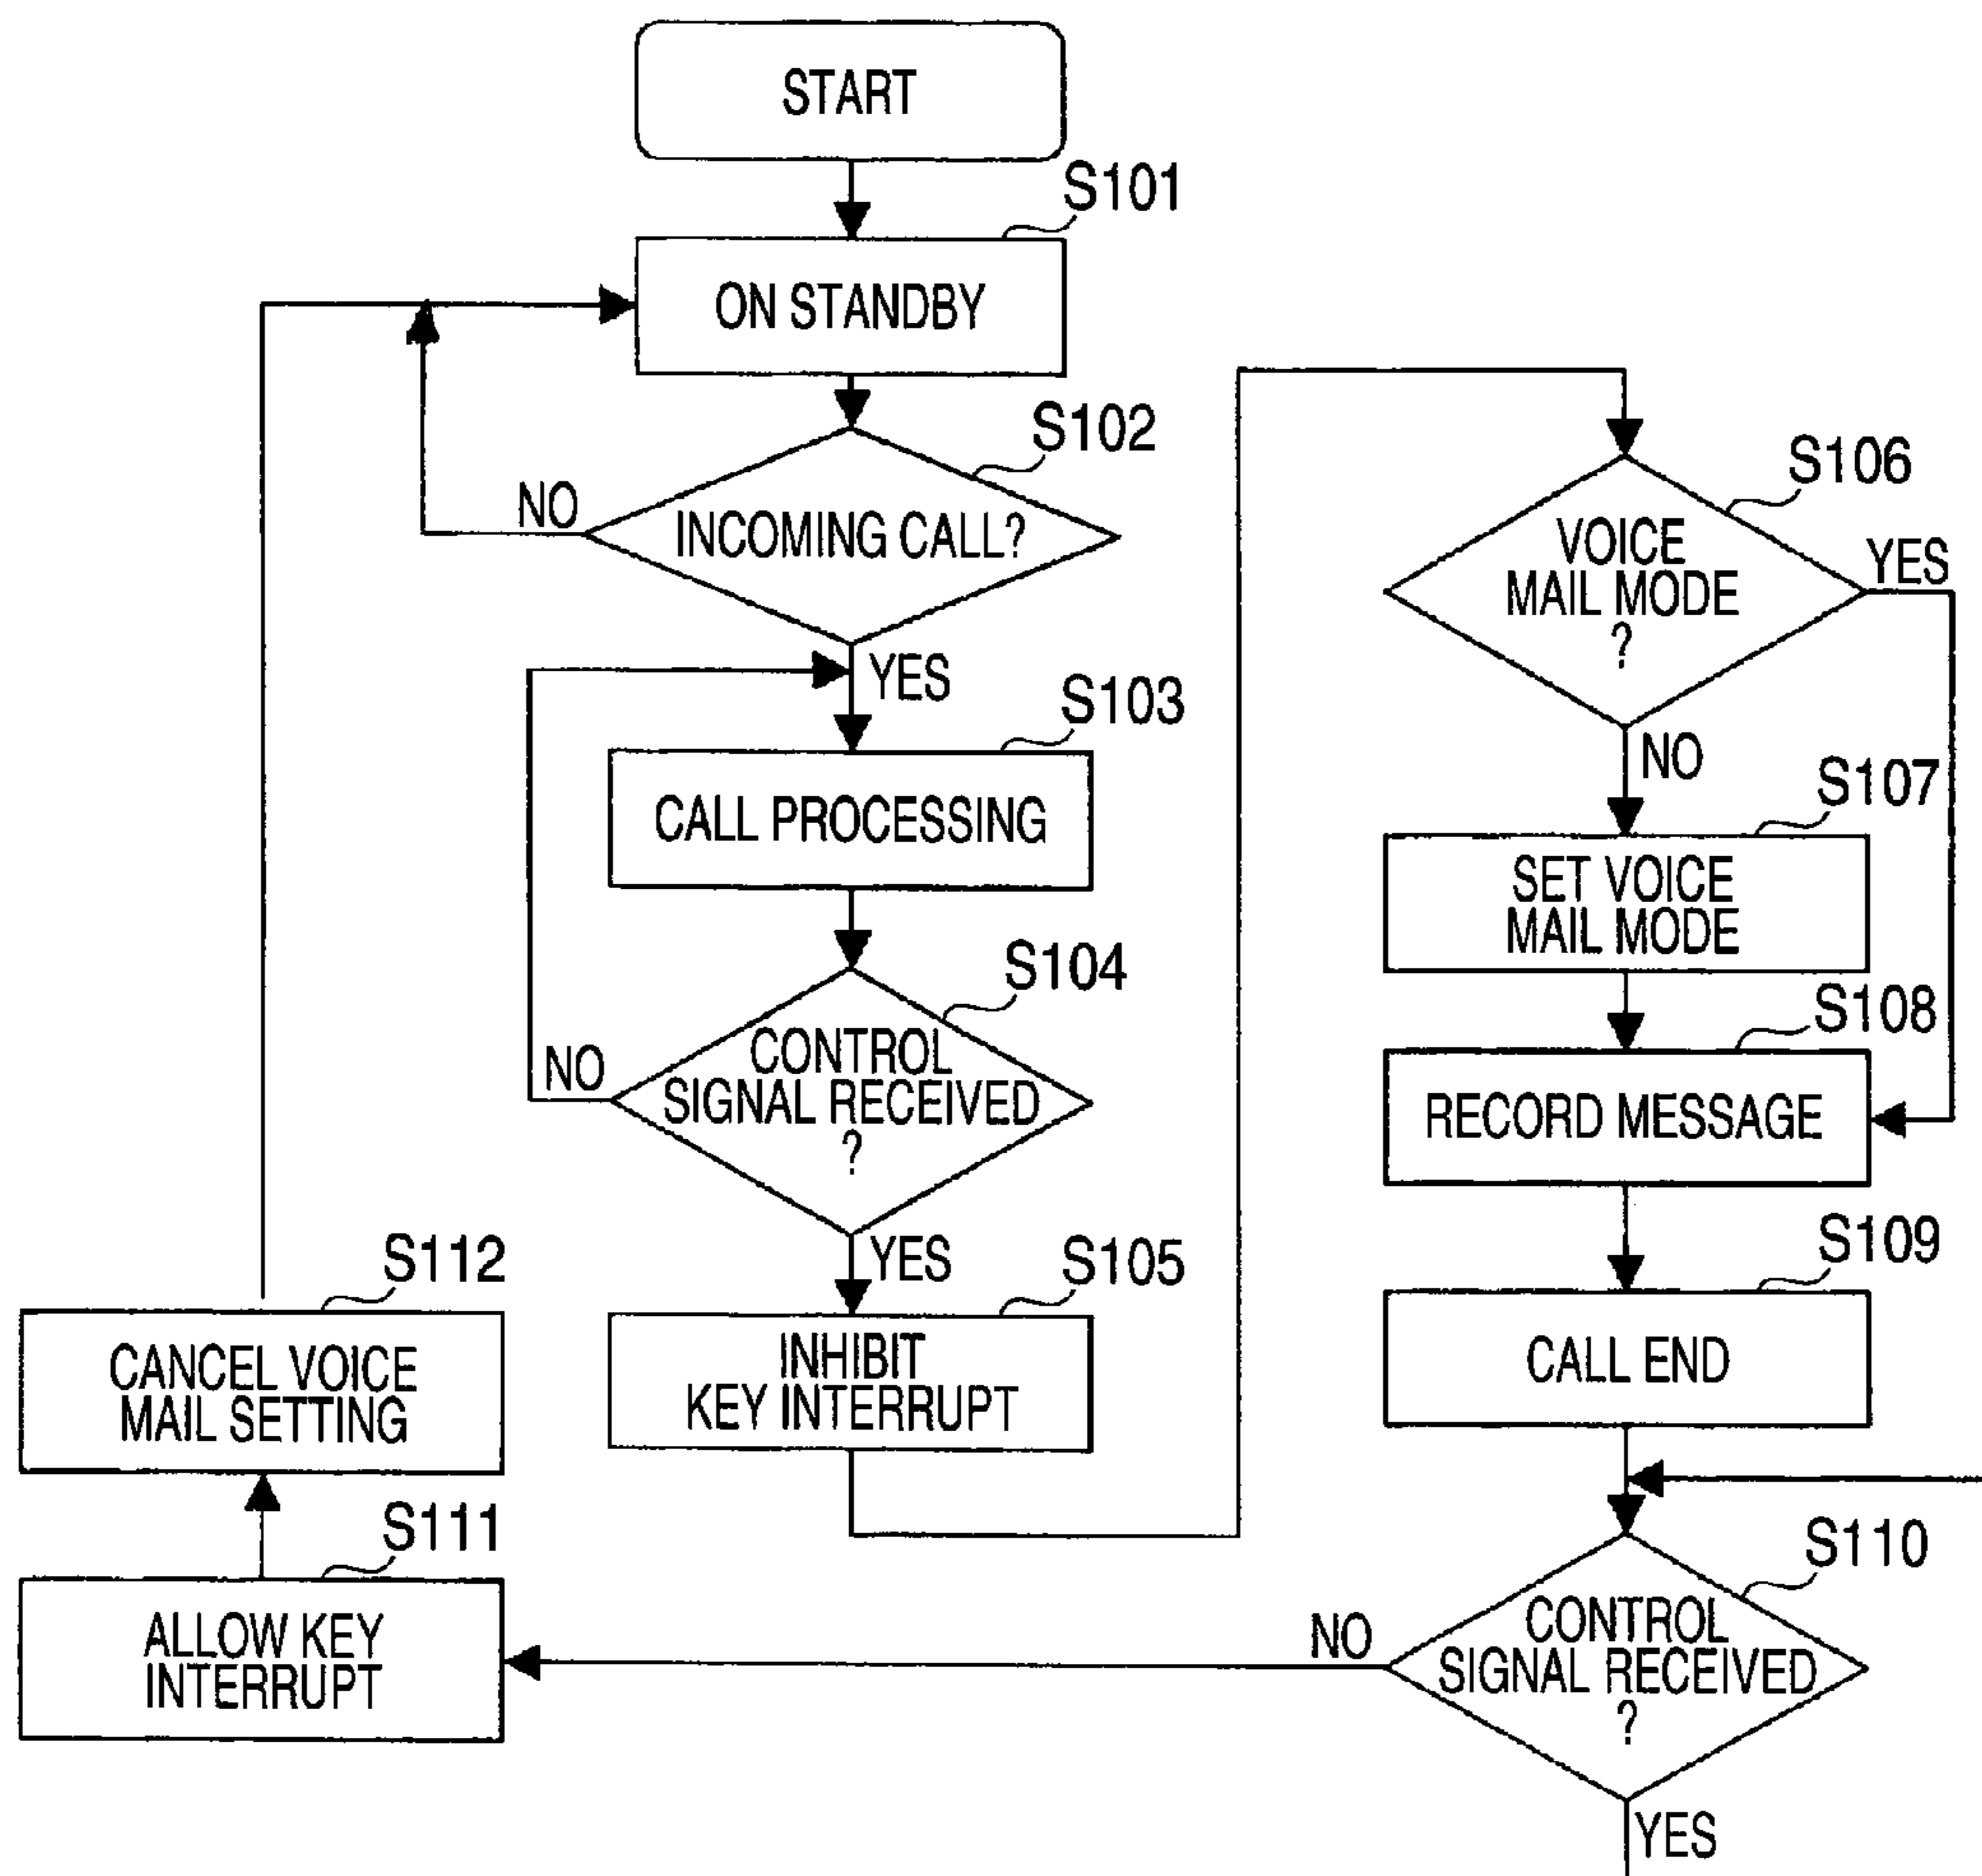 START
S101
ON STANDBY
S102
NO
INCOMING CALL?
YES
S103
CALL PROCESSING
S104
NO
CONTROL
SIGNAL RECEIVED
?
YES
S105
INHIBIT
KEY INTERRUPT
S106
VOICE
MAIL MODE
?
YES
NO
S107
SET VOICE
MAIL MODE
S108
RECORD MESSAGE
S109
CALL END
S110
CONTROL
SIGNAL RECEIVED
?
NO
YES
S111
ALLOW KEY
INTERRUPT
S112
CANCEL VOICE
MAIL SETTING